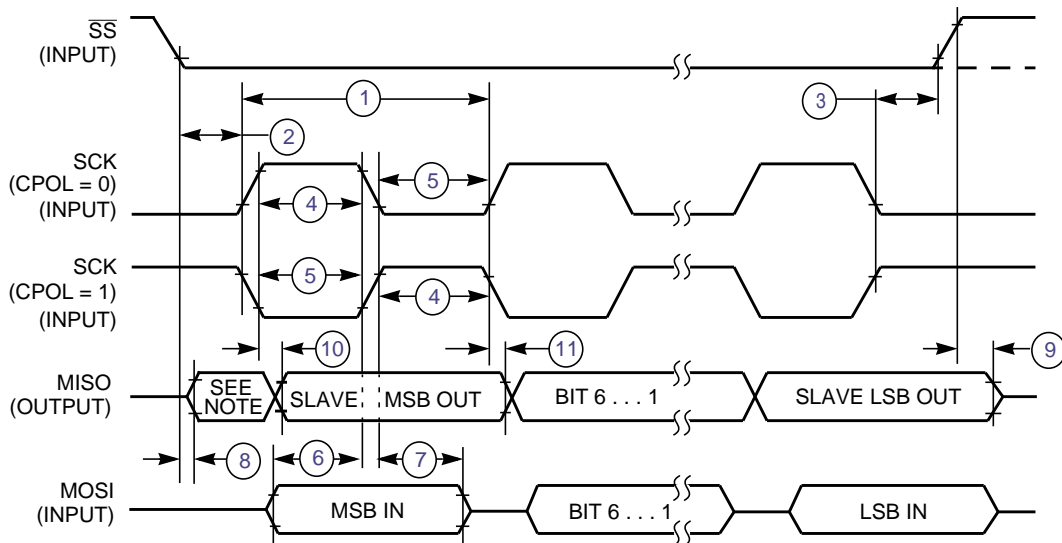 SS
(INPUT)
1
3
2
SCK
(CPOL = 0)
(INPUT)
5
4
SCK
(CPOL = 1)
(INPUT)
5
4
10
11
9
MISO
(OUTPUT)
SEE
NOTE
SLAVE
MSB OUT
BIT 6 . . . 1
SLAVE LSB OUT
8
6
7
MOSI
(INPUT)
MSB IN
BIT 6 . . . 1
LSB IN